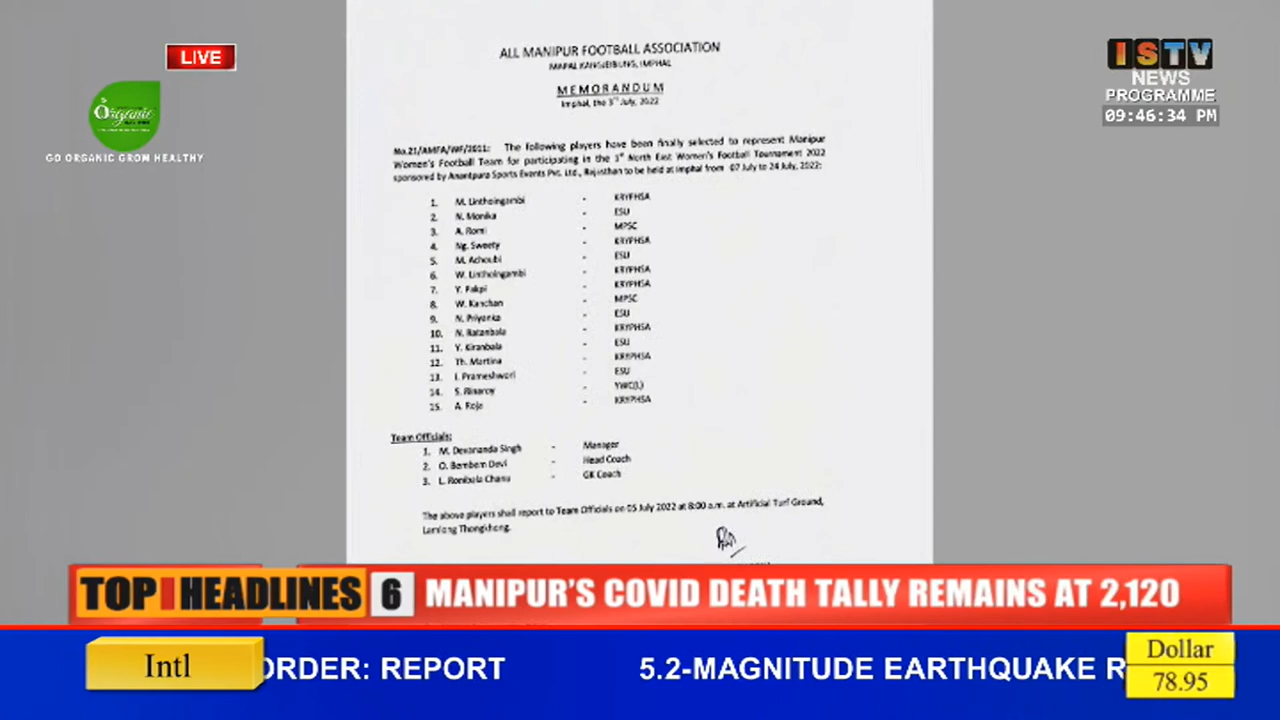 LIVE
Organic
GO ORGANIC GROW HEALTHY
ISTV
NEWS
PROGRAMME
09:46:34 PM
ALL MANIPUR FOOTBALL ASSOCIATION
MAPAL KANGJEIBUNG, IMPHAL
MEMORANDUM
Imphal, the 3rd July, 2022
No.21/AMFA/WF/2011: The following players have been finally selected to represent Manipur
Women's Football Team for participating in the 1st North East Women's Football Tournament 2022
sponsored by Anantpura Sports Events Pvt. Ltd., Rajasthan to be held at Imphal from 07 July to 24 July, 2022:
1. M. Linthoingambi - KRYPHSA
2. N. Monika - ESU
3. A. Romi - MPSC
4. Ng. Sweety - KRYPHSA
5. M. Achoubi - ESU
6. W. Linthoingambi - KRYPHSA
7. Y. Fakpi - KRYPHSA
8. W. Kanchan - MPSC
9. N. Priyanka - ESU
10. N. Ratanbala - KRYPHSA
11. Y. Kiranbala - ESU
12. Th. Martina - KRYPHSA
13. I. Prameshwori - ESU
14. S. Rinaroy - YWC(L)
15. A. Roja - KRYPHSA
Team Officials:
1. M. Devananda Singh - Manager
2. O. Bembem Devi - Head Coach
3. L. Ronibala Chanu - GK Coach
The above players shall report to Team Officials on 05 July 2022 at 8:00 a.m. at Artificial Turf Ground,
Lamlong Thongkhong.
TOP HEADLINES 6 MANIPUR'S COVID DEATH TALLY REMAINS AT 2,120
Intl ORDER: REPORT 5.2-MAGNITUDE EARTHQUAKE R
Dollar
78.95